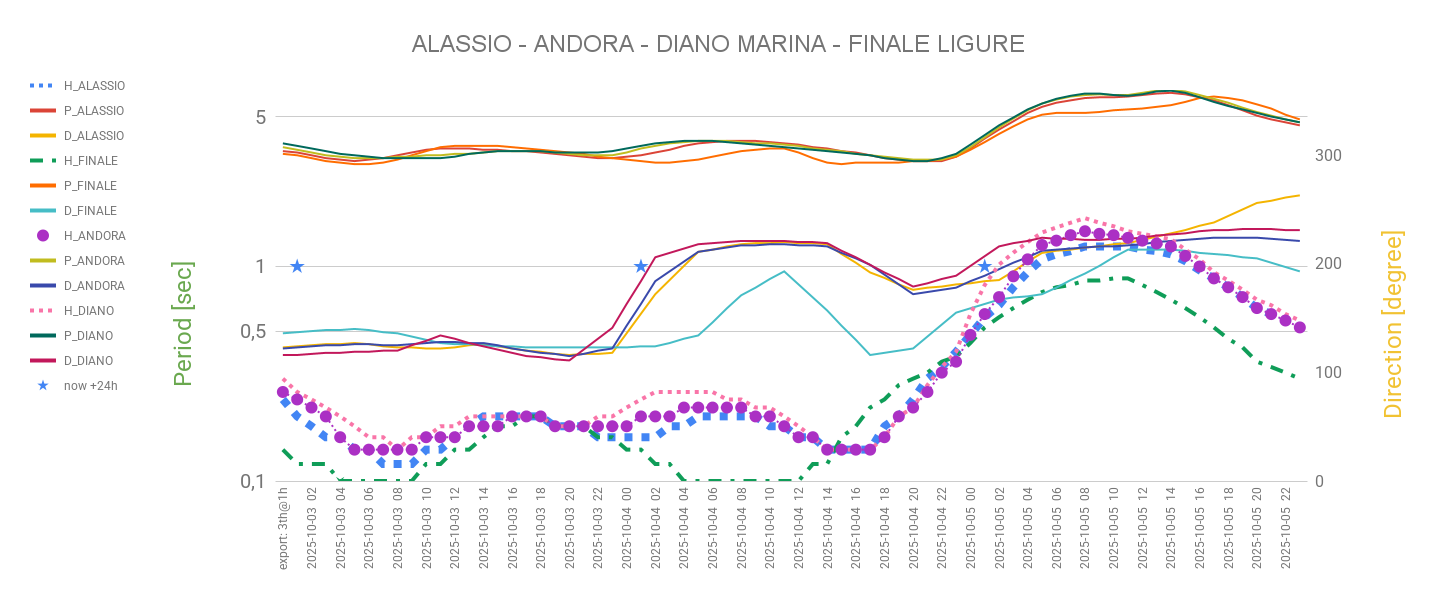 ALASSIO - ANDORA - DIANO MARINA - FINALE LIGURE
H_ALASSIO
P_ALASSIO
D_ALASSIO
H_FINALE
P_FINALE
D_FINALE
H_ANDORA
P_ANDORA
D_ANDORA
H_DIANO
P_DIANO
D_DIANO
now +24h
Period [sec]
5
1
0,5
0,1
300
200
100
0
Direction [degree]
export: 3th@1h
2025-10-03 02
2025-10-03 04
2025-10-03 06
2025-10-03 08
2025-10-03 10
2025-10-03 12
2025-10-03 14
2025-10-03 16
2025-10-03 18
2025-10-03 20
2025-10-03 22
2025-10-04 00
2025-10-04 02
2025-10-04 04
2025-10-04 06
2025-10-04 08
2025-10-04 10
2025-10-04 12
2025-10-04 14
2025-10-04 16
2025-10-04 18
2025-10-04 20
2025-10-04 22
2025-10-05 00
2025-10-05 02
2025-10-05 04
2025-10-05 06
2025-10-05 08
2025-10-05 10
2025-10-05 12
2025-10-05 14
2025-10-05 16
2025-10-05 18
2025-10-05 20
2025-10-05 22